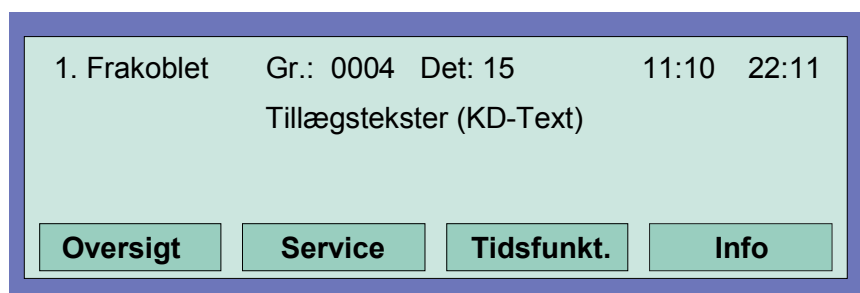 1. Frakoblet Gr.: 0004 Det: 15 11:10 22:11
Tillægstekster (KD-Text)
Oversigt Service Tidsfunkt. Info